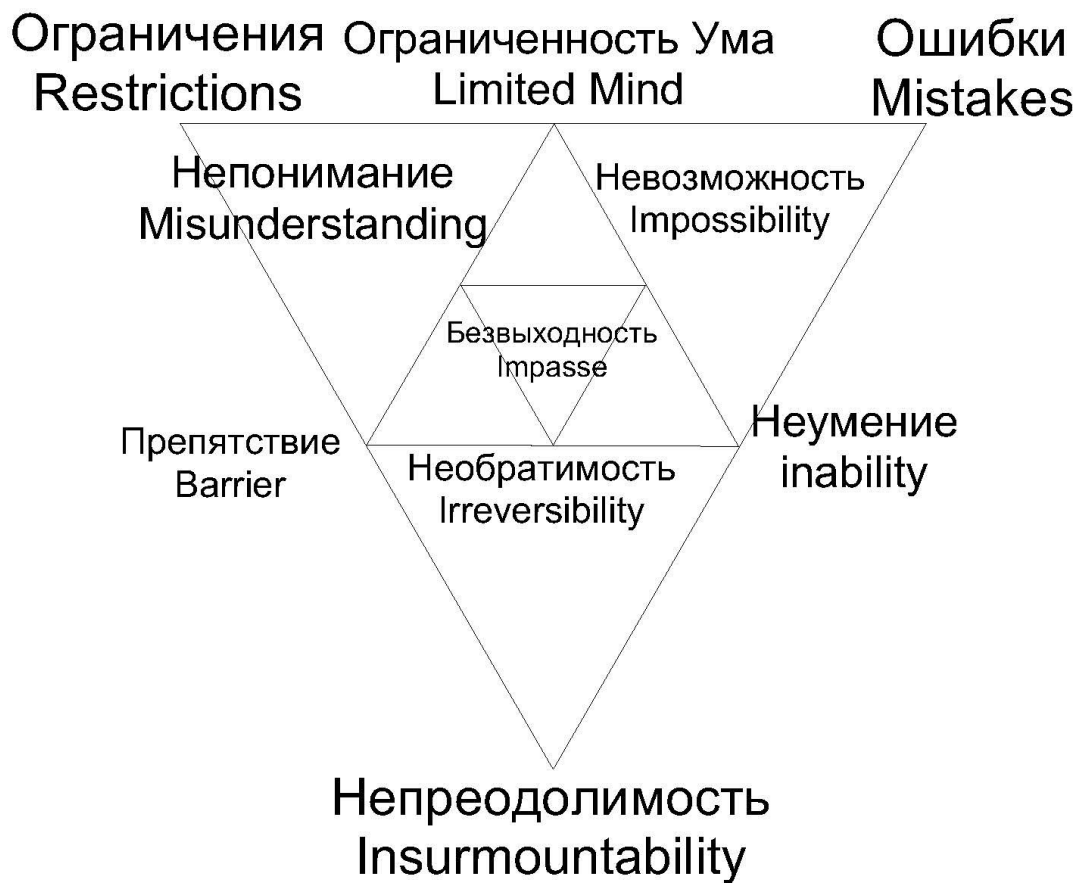 Ограничения
Restrictions
Ограниченность Ума
Limited Mind
Ошибки
Mistakes
Непонимание
Misunderstanding
Невозможность
Impossibility
Безвыходность
Impasse
Препятствие
Barrier
Необратимость
Irreversibility
Неумение
inability
Непреодолимость
Insurmountability